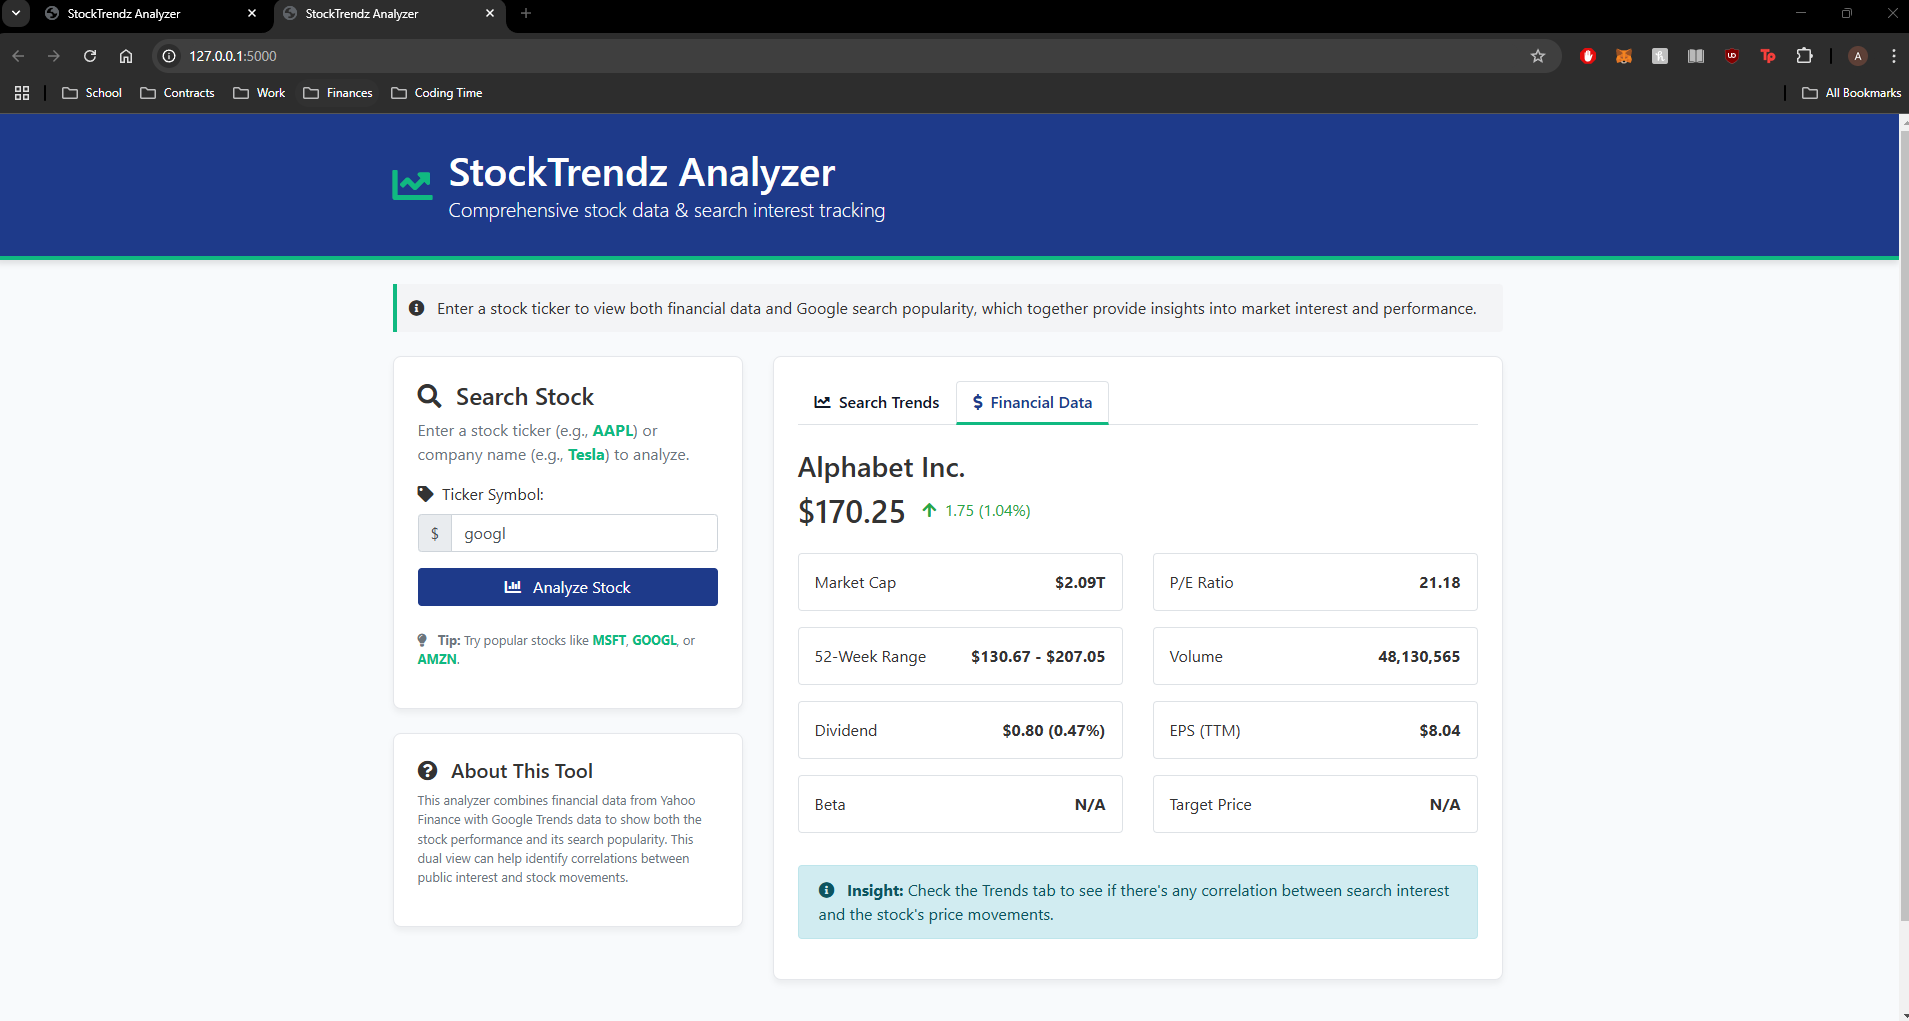 StockTrendz Analyzer
StockTrendz Analyzer
127.0.0.1:5000
Tp
A
School
Contracts
Work
Finances
Coding Time
All Bookmarks
StockTrendz Analyzer
Comprehensive stock data & search interest tracking
Enter a stock ticker to view both financial data and Google search popularity, which together provide insights into market interest and performance.
Search Stock
Enter a stock ticker (e.g., AAPL) or
company name (e.g., Tesla) to analyze.
Ticker Symbol:
$ googl
Analyze Stock
Tip: Try popular stocks like MSFT, GOOGL, or
AMZN.
About This Tool
This analyzer combines financial data from Yahoo
Finance with Google Trends data to show both the
stock performance and its search popularity. This
dual view can help identify correlations between
public interest and stock movements.
Search Trends
$ Financial Data
Alphabet Inc.
$170.25 1.75 (1.04%)
Market Cap $2.09T
P/E Ratio 21.18
52-Week Range $130.67 - $207.05
Volume 48,130,565
Dividend $0.80 (0.47%)
EPS (TTM) $8.04
Beta N/A
Target Price N/A
Insight: Check the Trends tab to see if there's any correlation between search interest
and the stock's price movements.